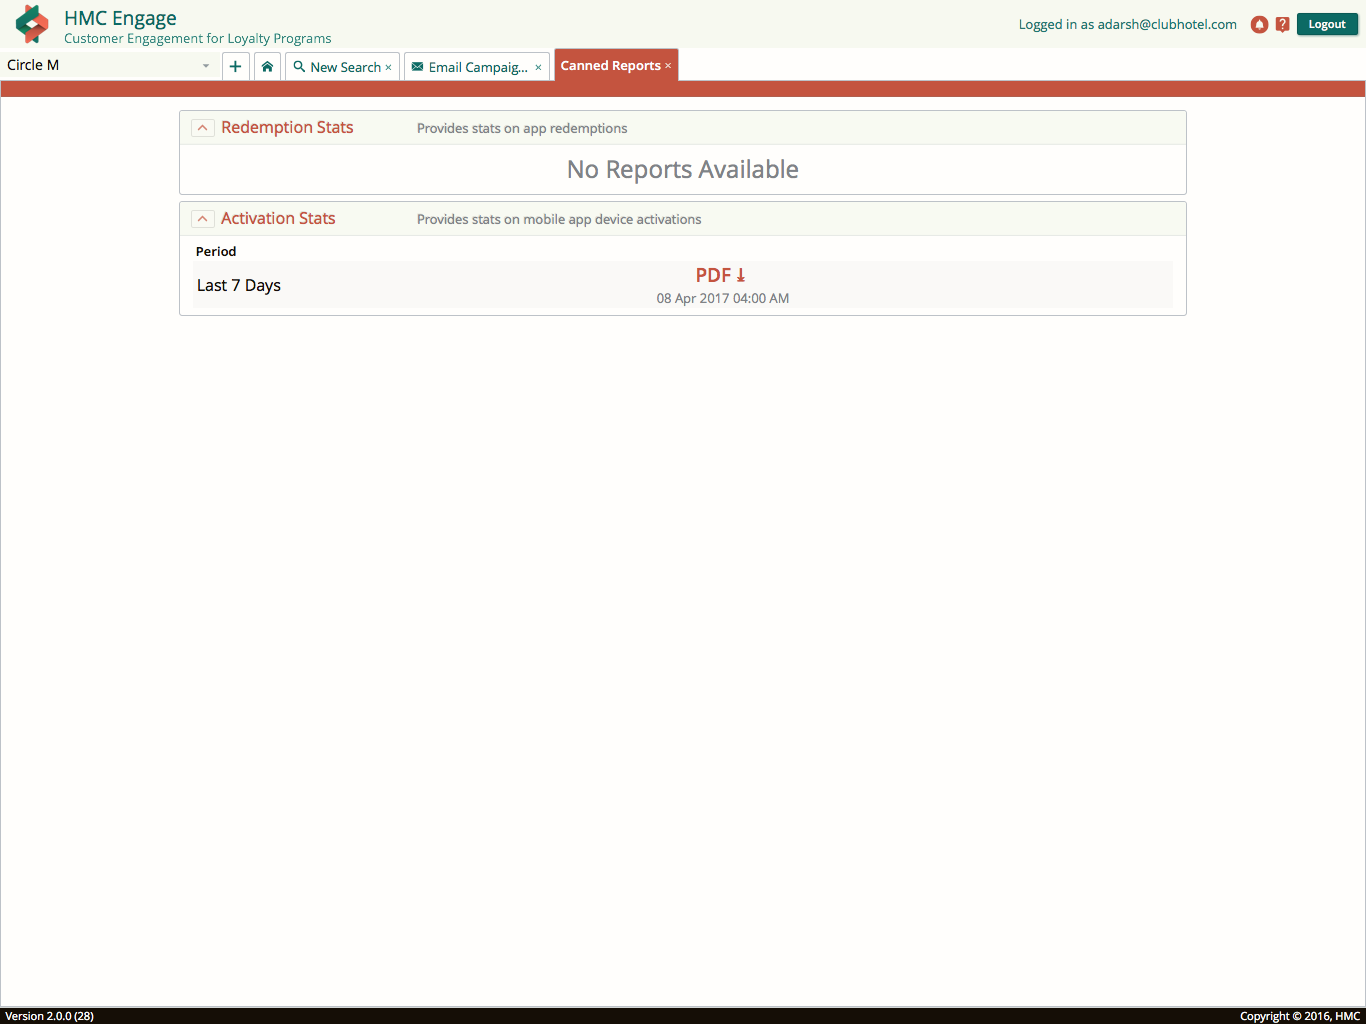 HMC Engage
Customer Engagement for Loyalty Programs
Logged in as adarsh@clubhotel.com
?
Logout
Circle M
New Search ×
Email Campaig... ×
Canned Reports ×
Redemption Stats
Provides stats on app redemptions
No Reports Available
Activation Stats
Provides stats on mobile app device activations
Period
Last 7 Days
PDF
08 Apr 2017 04:00 AM
Version 2.0.0 (28)
Copyright © 2016, HMC